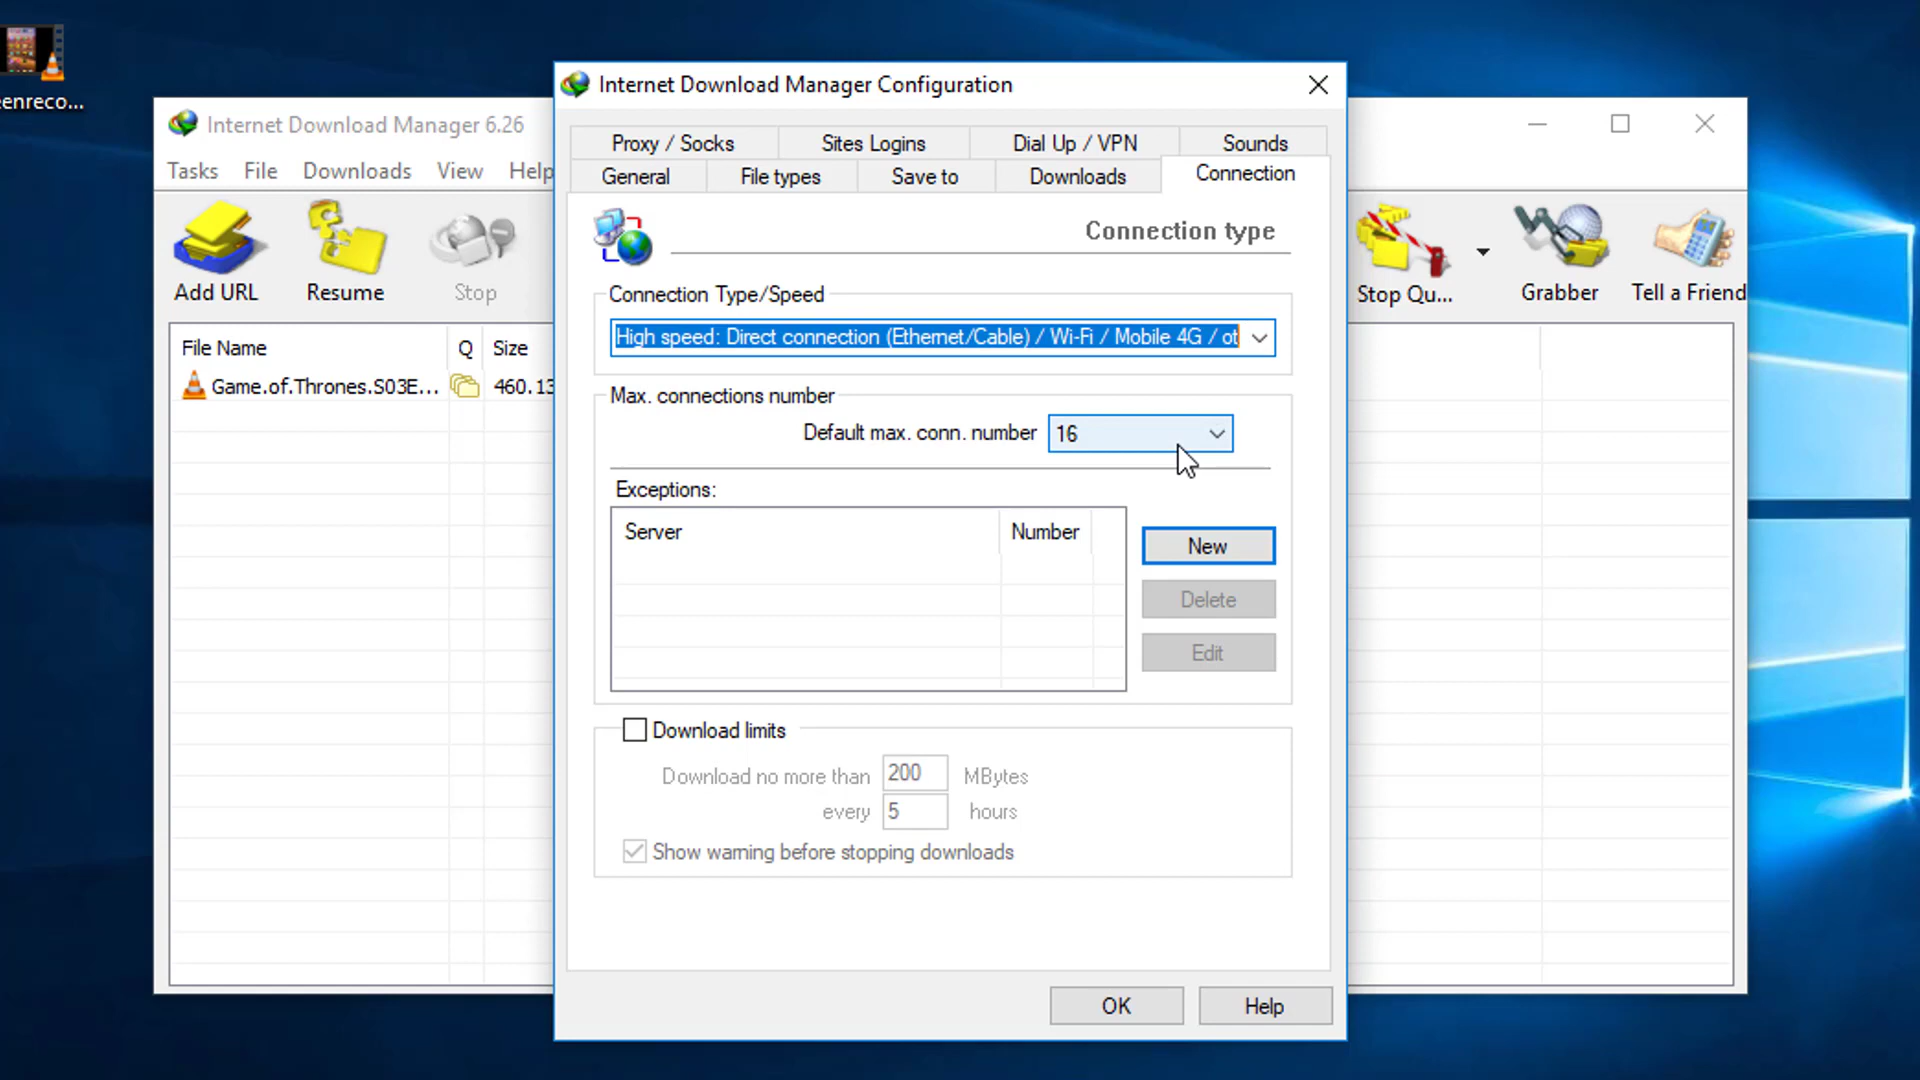 enreco...
Internet Download Manager 6.26
Tasks File Downloads View Help
Add URL Resume Stop
Stop Qu... Grabber Tell a Friend
File Name Q Size
Game.of.Thrones.S03E... 460.13
Internet Download Manager Configuration
Proxy / Socks Sites Logins Dial Up / VPN Sounds
General File types Save to Downloads Connection
Connection type
Connection Type/Speed
High speed: Direct connection (Ethernet/Cable) / Wi-Fi / Mobile 4G / ot
Max. connections number
Default max. conn. number 16
Exceptions:
Server Number
New
Delete
Edit
Download limits
Download no more than 200 MBytes
every 5 hours
Show warning before stopping downloads
OK Help